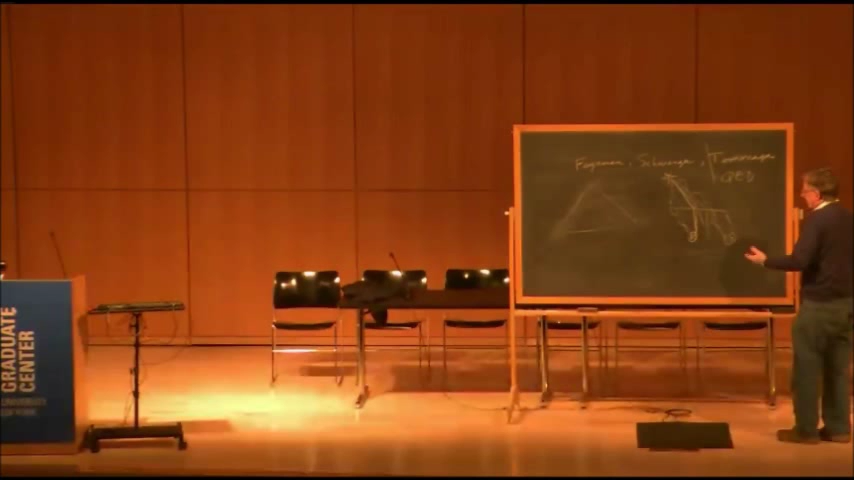 Feynman, Schwinger, Tomonaga
QED
GRADUATE
CENTER